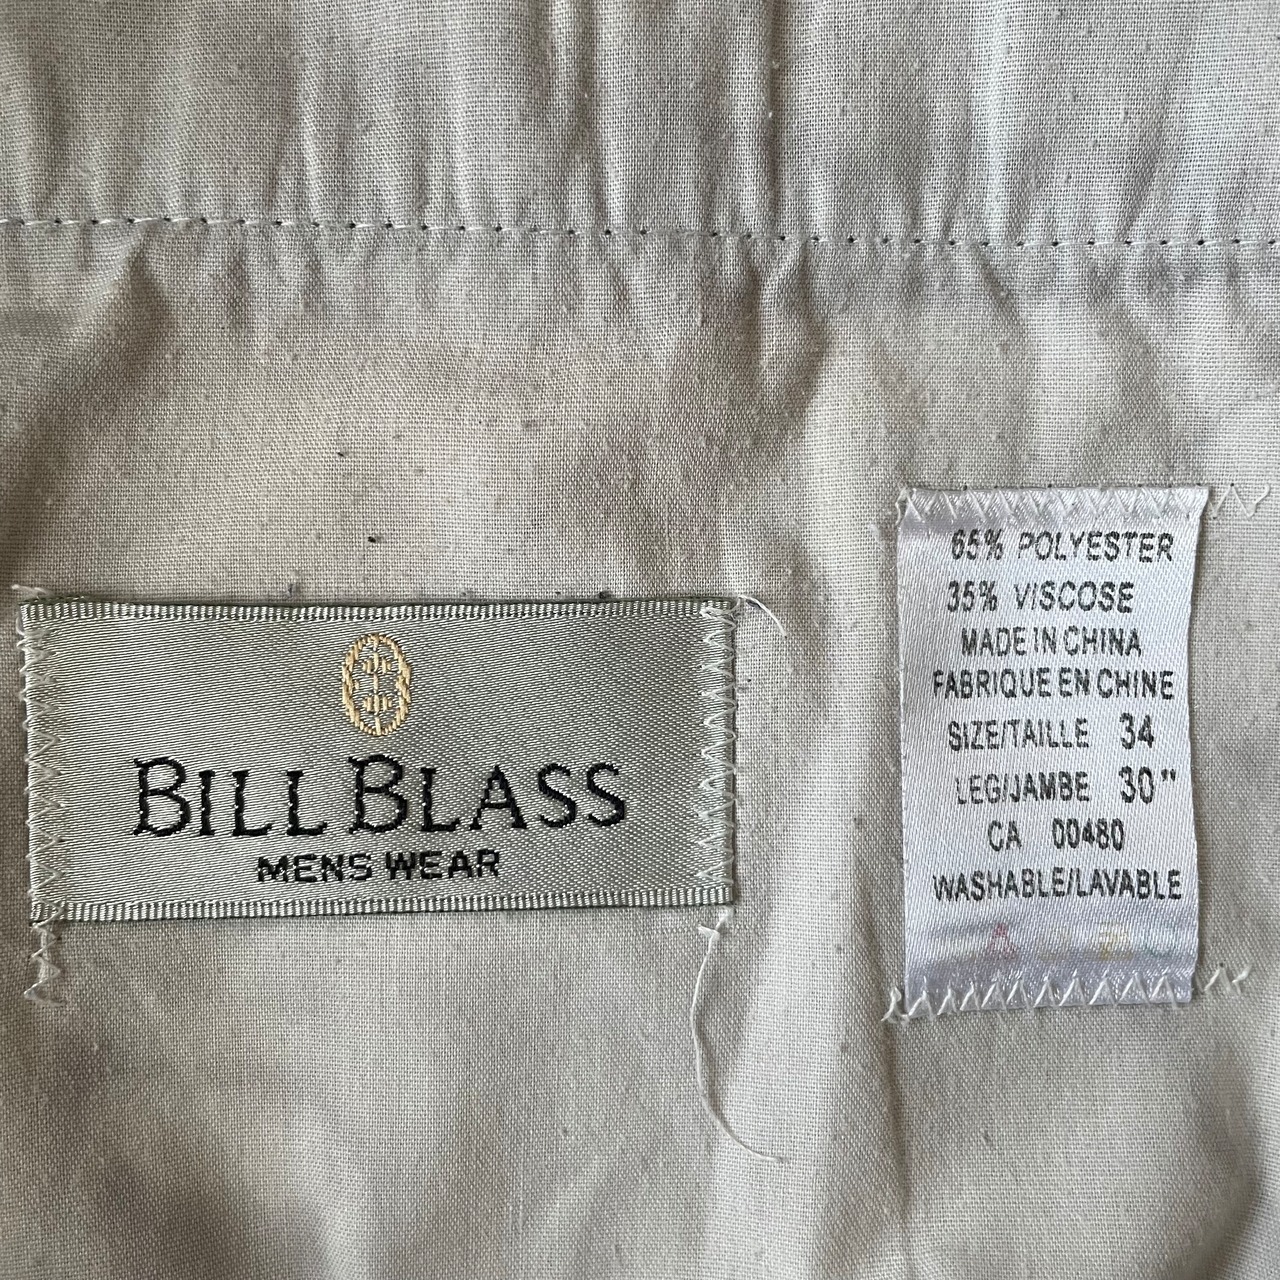 BILL BLASS
MENS WEAR
65% POLYESTER
35% VISCOSE
MADE IN CHINA
FABRIQUE EN CHINE
SIZE/TAILLE 34
LEG/JAMBE 30"
CA 00480
WASHABLE/LAVABLE